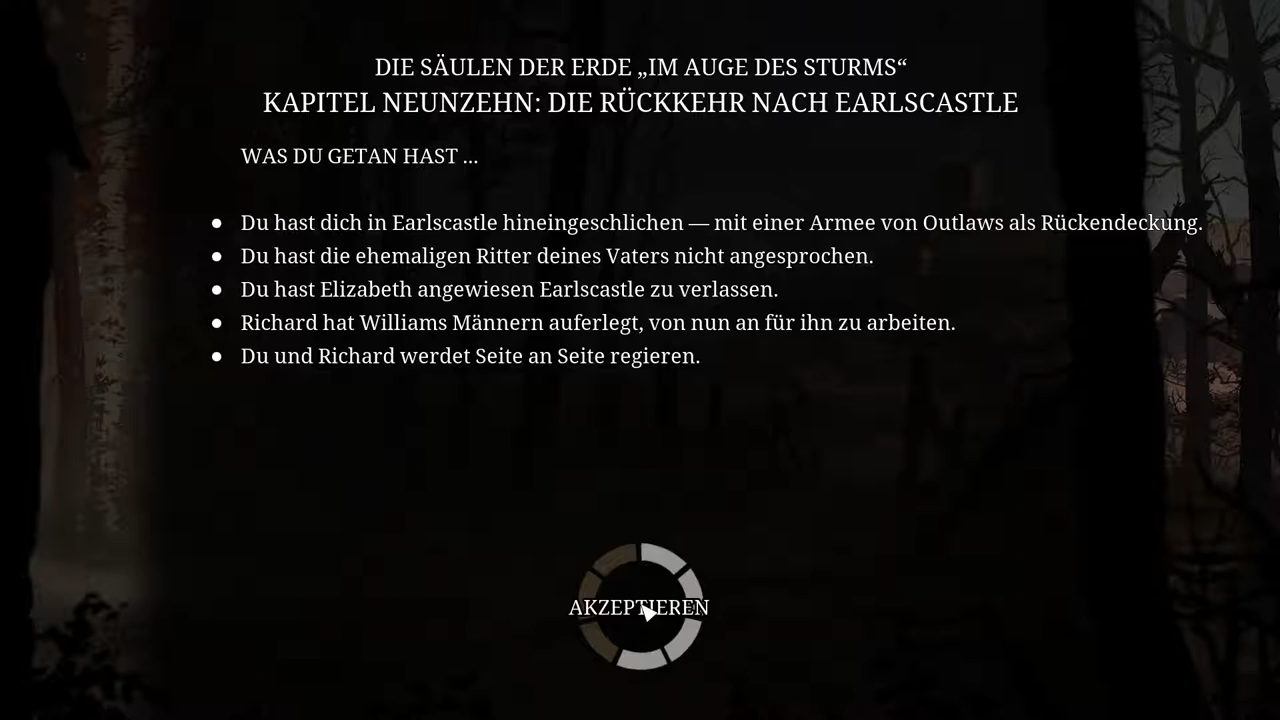 DIE SÄULEN DER ERDE „IM AUGE DES STURMS“
KAPITEL NEUNZEHN: DIE RÜCKKEHR NACH EARLSCASTLE
WAS DU GETAN HAST ...
● Du hast dich in Earlscastle hineingeschlichen — mit einer Armee von Outlaws als Rückendeckung.
● Du hast die ehemaligen Ritter deines Vaters nicht angesprochen.
● Du hast Elizabeth angewiesen Earlscastle zu verlassen.
● Richard hat Williams Männern auferlegt, von nun an für ihn zu arbeiten.
● Du und Richard werdet Seite an Seite regieren.
AKZEPTIEREN